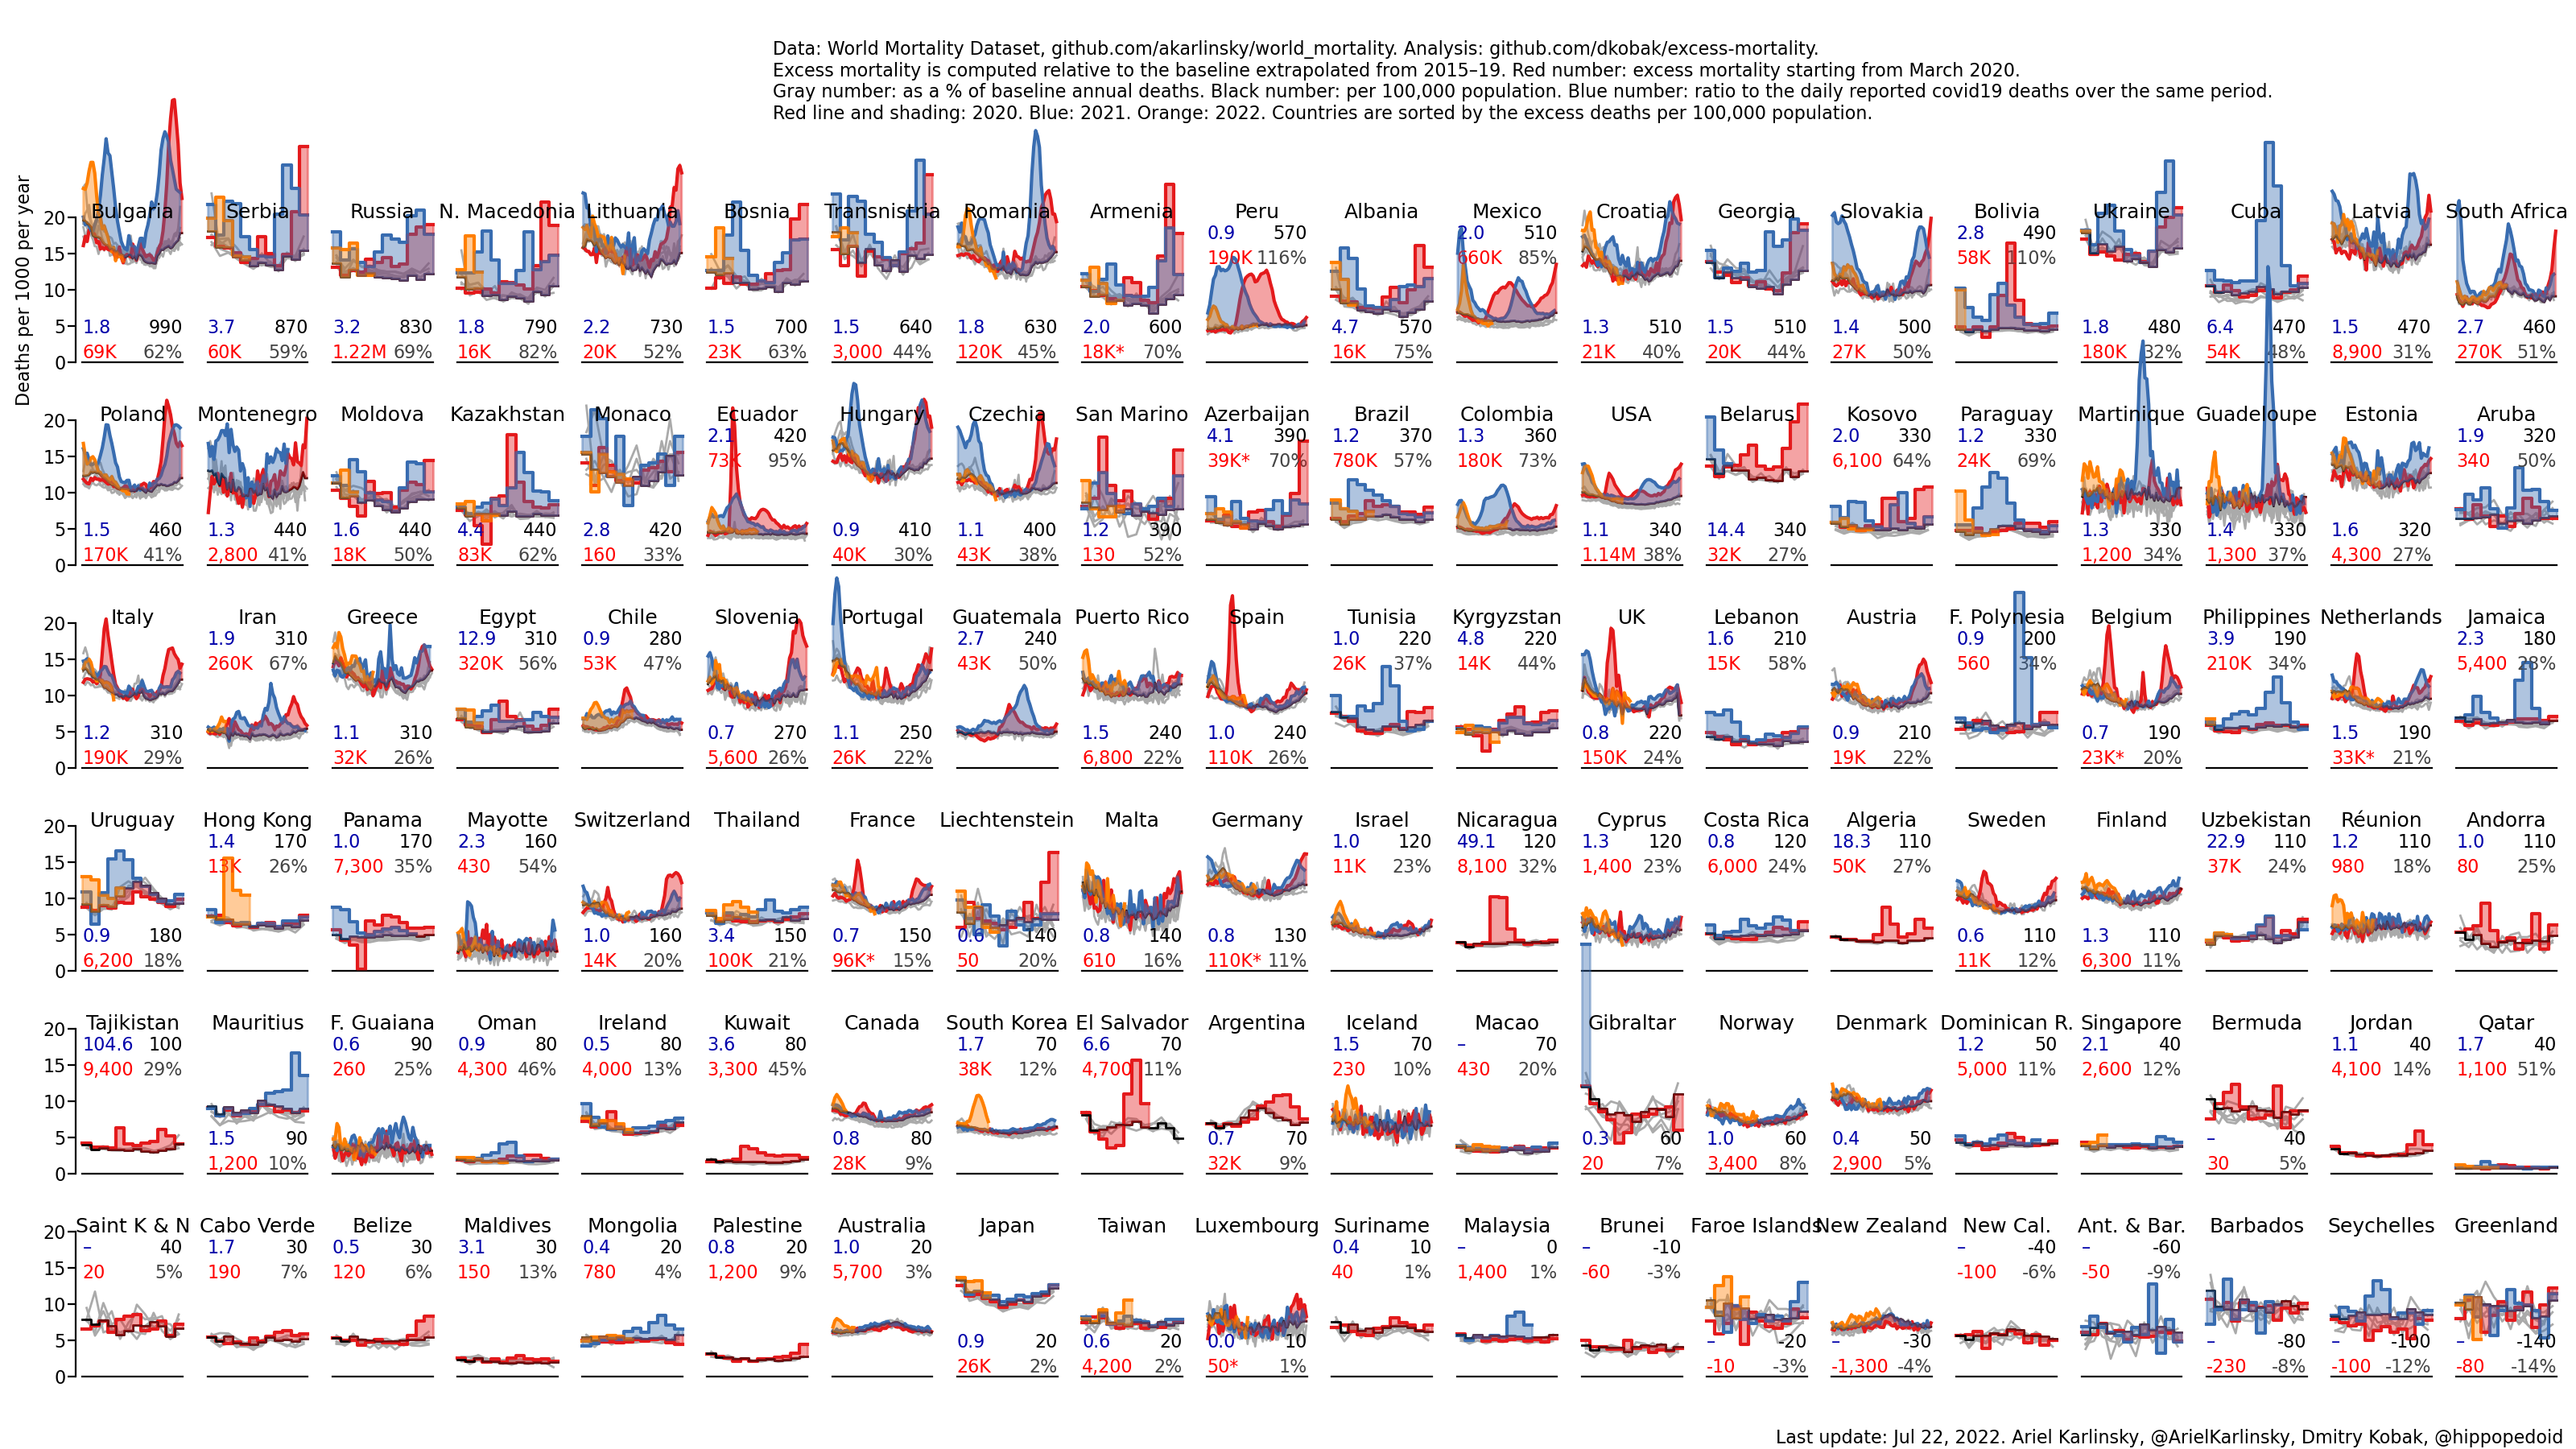 Data: World Mortality Dataset, github.com/akarlinsky/world_mortality. Analysis: github.com/dkobak/excess-mortality.
Excess mortality is computed relative to the baseline extrapolated from 2015–19. Red number: excess mortality starting from March 2020.
Gray number: as a % of baseline annual deaths. Black number: per 100,000 population. Blue number: ratio to the daily reported covid19 deaths over the same period.
Red line and shading: 2020. Blue: 2021. Orange: 2022. Countries are sorted by the excess deaths per 100,000 population.
Deaths per 1000 per year
20 15 10 5 0
Bulgaria 1.8 990 69K 62%
Serbia 3.7 870 60K 59%
Russia 3.2 830 1.22M 69%
N. Macedonia 1.8 790 16K 82%
Lithuania 2.2 730 20K 52%
Bosnia 1.5 700 23K 63%
Transnistria 1.5 640 3,000 44%
Romania 1.8 630 120K 45%
Armenia 2.0 600 18K* 70%
Peru 0.9 570 190K 116%
Albania 4.7 570 16K 75%
Mexico 2.0 510 660K 85%
Croatia 1.3 510 21K 40%
Georgia 1.5 510 20K 44%
Slovakia 1.4 500 27K 50%
Bolivia 2.8 490 58K 110%
Ukraine 1.8 480 180K 32%
Cuba 6.4 470 54K 48%
Latvia 1.5 470 8,900 31%
South Africa 2.7 460 270K 51%
20 15 10 5 0
Poland 1.5 460 170K 41%
Montenegro 1.3 440 2,800 41%
Moldova 1.6 440 18K 50%
Kazakhstan 4.4 440 83K 62%
Monaco 2.8 420 160 33%
Ecuador 2.1 420 73K 95%
Hungary 0.9 410 40K 30%
Czechia 1.1 400 43K 38%
San Marino 1.2 390 130 52%
Azerbaijan 4.1 390 39K* 70%
Brazil 1.2 370 780K 57%
Colombia 1.3 360 180K 73%
USA 1.1 340 1.14M 38%
Belarus 14.4 340 32K 27%
Kosovo 2.0 330 6,100 64%
Paraguay 1.2 330 24K 69%
Martinique 1.3 330 1,200 34%
Guadeloupe 1.4 330 1,300 37%
Estonia 1.6 320 4,300 27%
Aruba 1.9 320 340 50%
20 15 10 5 0
Italy 1.2 310 190K 29%
Iran 1.9 310 260K 67%
Greece 1.1 310 32K 26%
Egypt 12.9 310 320K 56%
Chile 0.9 280 53K 47%
Slovenia 0.7 270 5,600 26%
Portugal 1.1 250 26K 22%
Guatemala 2.7 240 43K 50%
Puerto Rico 1.5 240 6,800 22%
Spain 1.0 240 110K 26%
Tunisia 1.0 220 26K 37%
Kyrgyzstan 4.8 220 14K 44%
UK 0.8 220 150K 24%
Lebanon 1.6 210 15K 58%
Austria 0.9 210 19K 22%
F. Polynesia 0.9 200 560 34%
Belgium 0.7 190 23K* 20%
Philippines 3.9 190 210K 34%
Netherlands 1.5 190 33K* 21%
Jamaica 2.3 180 5,400 28%
20 15 10 5 0
Uruguay 0.9 180 6,200 18%
Hong Kong 1.4 170 13K 26%
Panama 1.0 170 7,300 35%
Mayotte 2.3 160 430 54%
Switzerland 1.0 160 14K 20%
Thailand 3.4 150 100K 21%
France 0.7 150 96K* 15%
Liechtenstein 0.6 140 50 20%
Malta 0.8 140 610 16%
Germany 0.8 130 110K* 11%
Israel 1.0 120 11K 23%
Nicaragua 49.1 120 8,100 32%
Cyprus 1.3 120 1,400 23%
Costa Rica 0.8 120 6,000 24%
Algeria 18.3 110 50K 27%
Sweden 0.6 110 11K 12%
Finland 1.3 110 6,300 11%
Uzbekistan 22.9 110 37K 24%
Réunion 1.2 110 980 18%
Andorra 1.0 110 80 25%
20 15 10 5 0
Tajikistan 104.6 100 9,400 29%
Mauritius 1.5 90 1,200 10%
F. Guaiana 0.6 90 260 25%
Oman 0.9 80 4,300 46%
Ireland 0.5 80 4,000 13%
Kuwait 3.6 80 3,300 45%
Canada 0.8 80 28K 9%
South Korea 1.7 70 38K 12%
El Salvador 6.6 70 4,700 11%
Argentina 0.7 70 32K 9%
Iceland 1.5 70 230 10%
Macao – 70 430 20%
Gibraltar 0.3 60 20 7%
Norway 1.0 60 3,400 8%
Denmark 0.4 50 2,900 5%
Dominican R. 1.2 50 5,000 11%
Singapore 2.1 40 2,600 12%
Bermuda – 40 30 5%
Jordan 1.1 40 4,100 14%
Qatar 1.7 40 1,100 51%
20 15 10 5 0
Saint K & N – 40 20 5%
Cabo Verde 1.7 30 190 7%
Belize 0.5 30 120 6%
Maldives 3.1 30 150 13%
Mongolia 0.4 20 780 4%
Palestine 0.8 20 1,200 9%
Australia 1.0 20 5,700 3%
Japan 0.9 20 26K 2%
Taiwan 0.6 20 4,200 2%
Luxembourg 0.0 10 50* 1%
Suriname 0.4 10 40 1%
Malaysia – 0 1,400 1%
Brunei – -10 -60 -3%
Faroe Islands – -20 -10 -3%
New Zealand – -30 -1,300 -4%
New Cal. – -40 -100 -6%
Ant. & Bar. – -60 -50 -9%
Barbados – -80 -230 -8%
Seychelles – -100 -100 -12%
Greenland – -140 -80 -14%
Last update: Jul 22, 2022. Ariel Karlinsky, @ArielKarlinsky, Dmitry Kobak, @hippopedoid